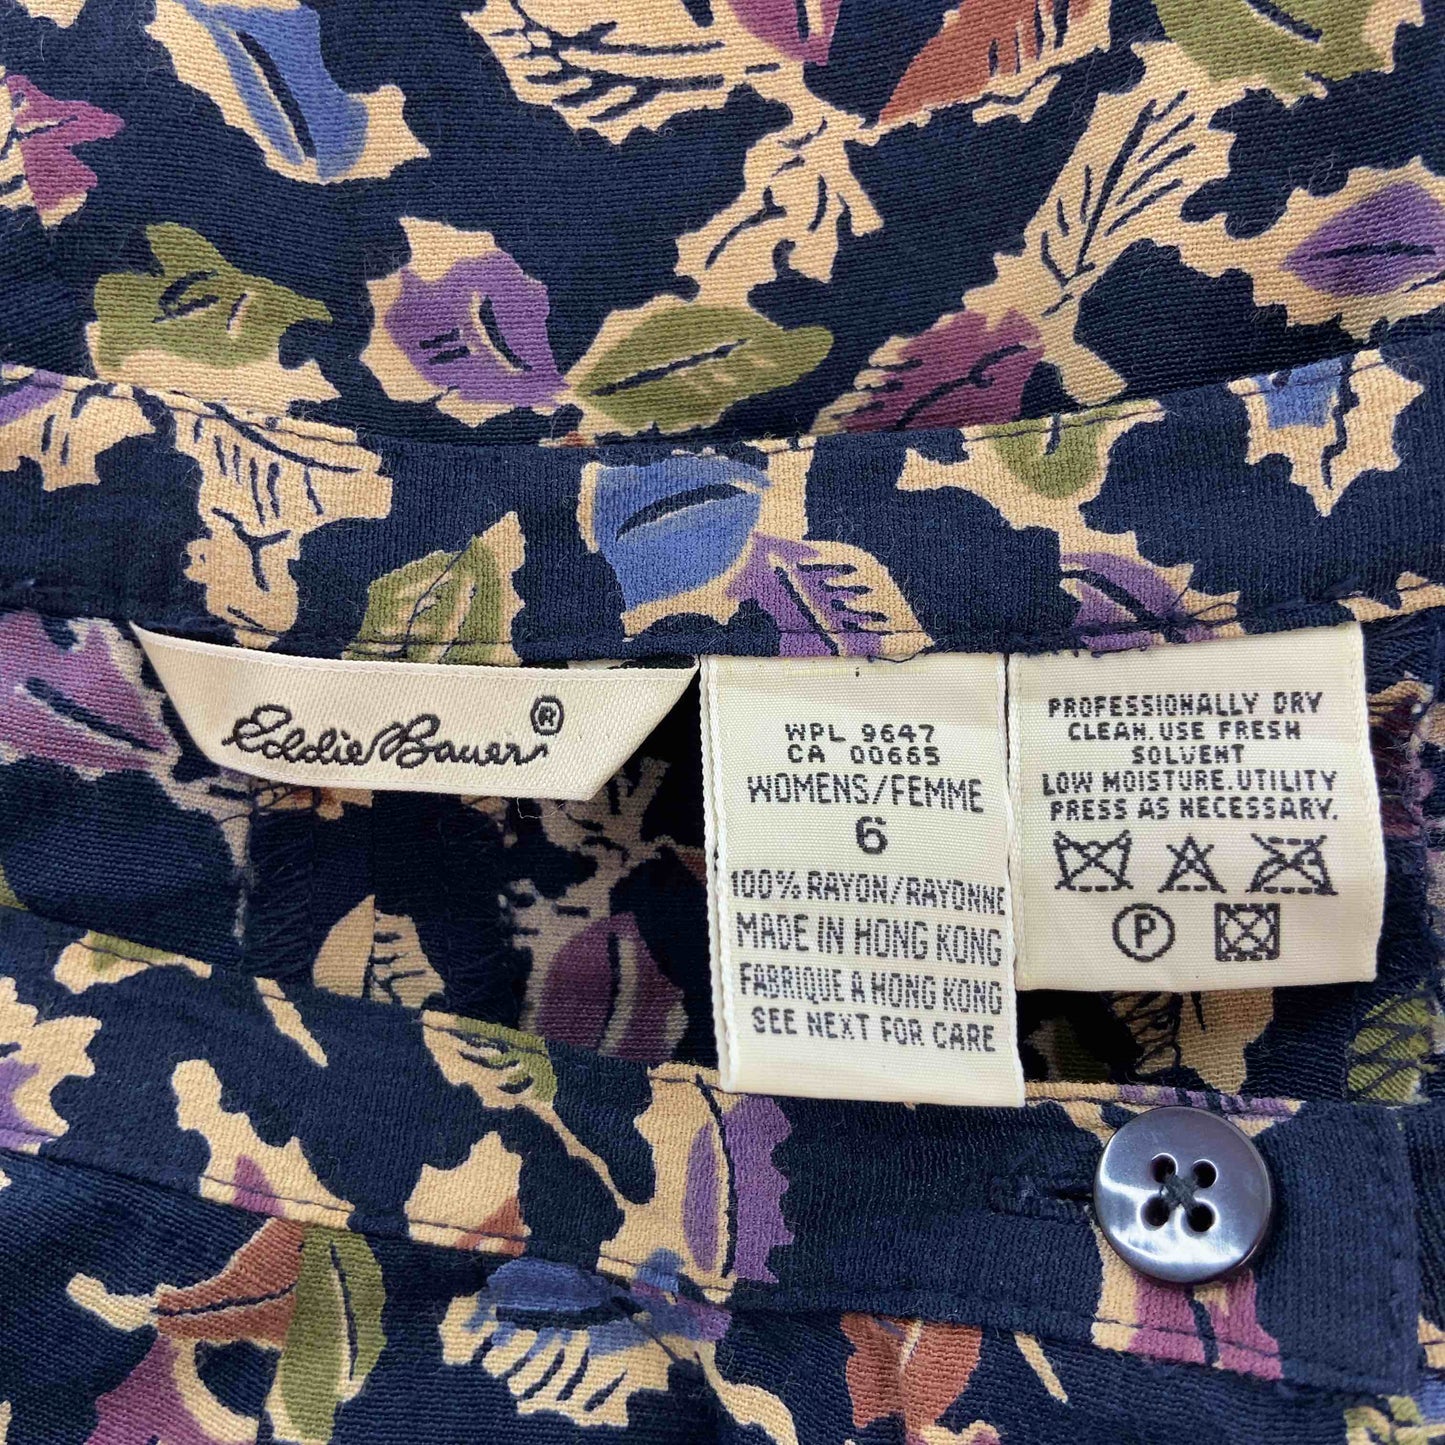 Eddie Bauer®
WPL 9647
CA 00665
WOMENS/FEMME
6
100% RAYON/RAYONNE
MADE IN HONG KONG
FABRIQUE A HONG KONG
SEE NEXT FOR CARE
PROFESSIONALLY DRY
CLEAN. USE FRESH
SOLVENT
LOW MOISTURE. UTILITY
PRESS AS NECESSARY.
P